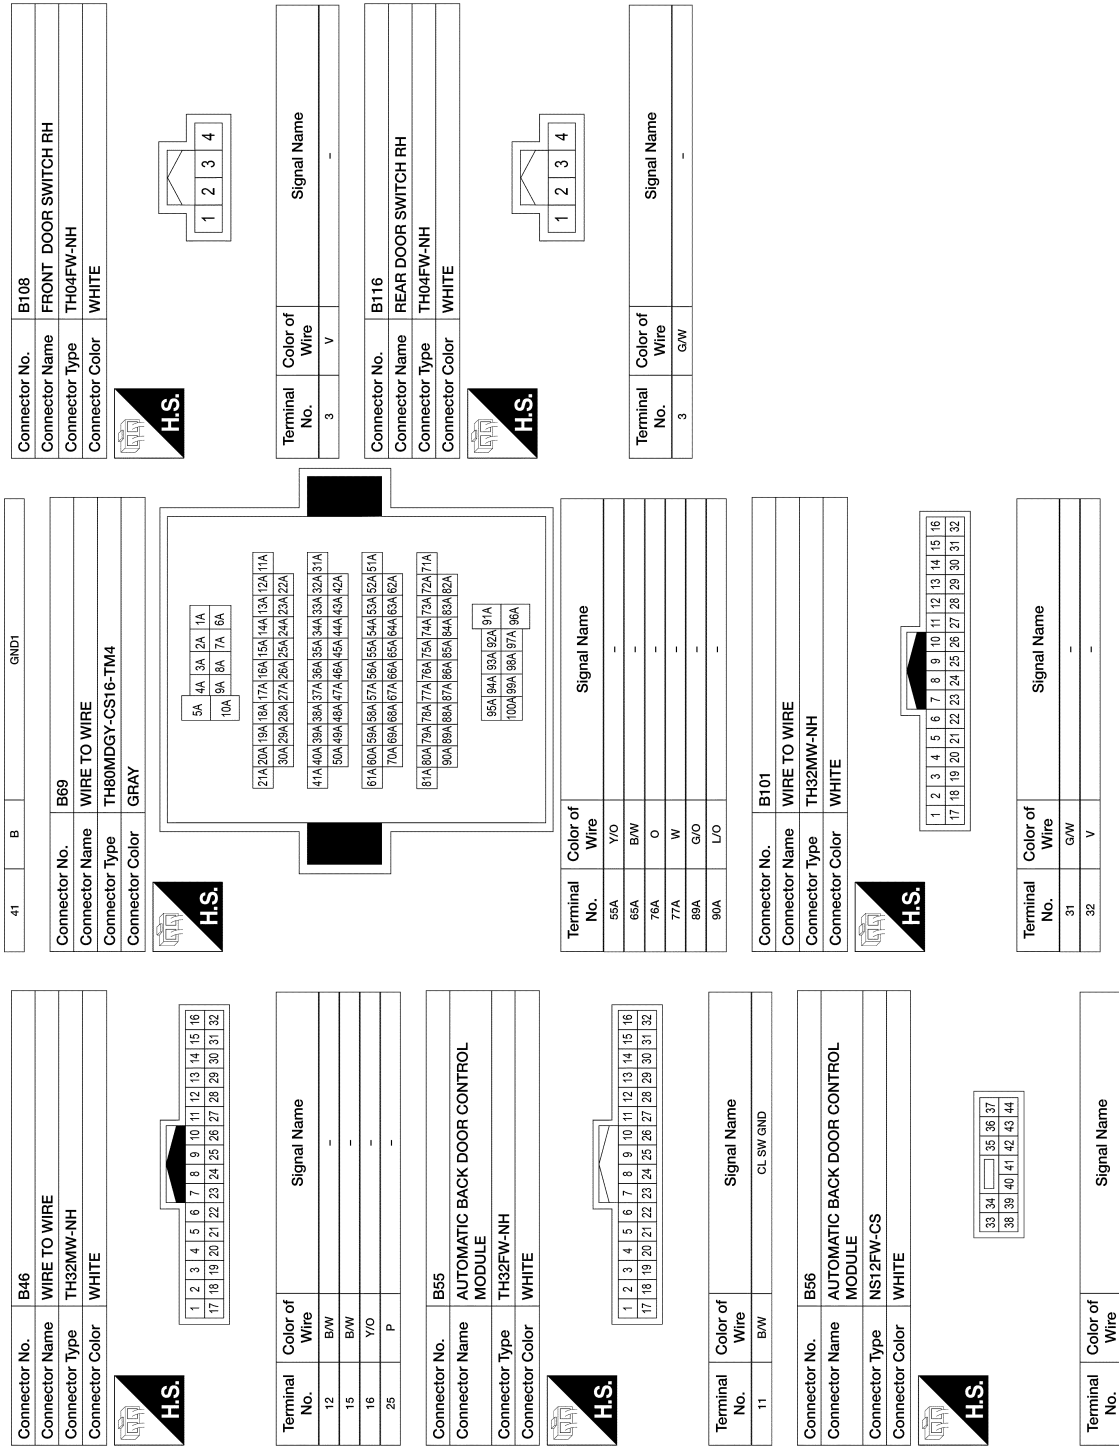 Connector No. B46
Connector Name WIRE TO WIRE
Connector Type TH32MW-NH
Connector Color WHITE
H.S.
1 2 3 4 5 6 7 8 9 10 11 12 13 14 15 16
17 18 19 20 21 22 23 24 25 26 27 28 29 30 31 32
Terminal No. Color of Wire Signal Name
12 B/W –
15 B/W –
16 Y/O –
25 P –
Connector No. B55
Connector Name AUTOMATIC BACK DOOR CONTROL MODULE
Connector Type TH32FW-NH
Connector Color WHITE
H.S.
1 2 3 4 5 6 7 8 9 10 11 12 13 14 15 16
17 18 19 20 21 22 23 24 25 26 27 28 29 30 31 32
Terminal No. Color of Wire Signal Name
11 B/W CL SW GND
Connector No. B56
Connector Name AUTOMATIC BACK DOOR CONTROL MODULE
Connector Type NS12FW-CS
Connector Color WHITE
H.S.
33 34 35 36 37
38 39 40 41 42 43 44
Terminal No. Color of Wire Signal Name
41 B GND1
Connector No. B69
Connector Name WIRE TO WIRE
Connector Type TH80MDGY-CS16-TM4
Connector Color GRAY
H.S.
5A 4A 3A 2A 1A
10A 9A 8A 7A 6A
21A 20A 19A 18A 17A 16A 15A 14A 13A 12A 11A
30A 29A 28A 27A 26A 25A 24A 23A 22A
41A 40A 39A 38A 37A 36A 35A 34A 33A 32A 31A
50A 49A 48A 47A 46A 45A 44A 43A 42A
61A 60A 59A 58A 57A 56A 55A 54A 53A 52A 51A
70A 69A 68A 67A 66A 65A 64A 63A 62A
81A 80A 79A 78A 77A 76A 75A 74A 73A 72A 71A
90A 89A 88A 87A 86A 85A 84A 83A 82A
95A 94A 93A 92A 91A
100A 99A 98A 97A 96A
Terminal No. Color of Wire Signal Name
55A Y/O –
65A B/W –
76A O –
77A W –
89A G/O –
90A L/O –
Connector No. B101
Connector Name WIRE TO WIRE
Connector Type TH32MW-NH
Connector Color WHITE
H.S.
1 2 3 4 5 6 7 8 9 10 11 12 13 14 15 16
17 18 19 20 21 22 23 24 25 26 27 28 29 30 31 32
Terminal No. Color of Wire Signal Name
31 G/W –
32 V –
Connector No. B108
Connector Name FRONT DOOR SWITCH RH
Connector Type TH04FW-NH
Connector Color WHITE
H.S.
1 2 3 4
Terminal No. Color of Wire Signal Name
3 V –
Connector No. B116
Connector Name REAR DOOR SWITCH RH
Connector Type TH04FW-NH
Connector Color WHITE
H.S.
1 2 3 4
Terminal No. Color of Wire Signal Name
3 G/W –